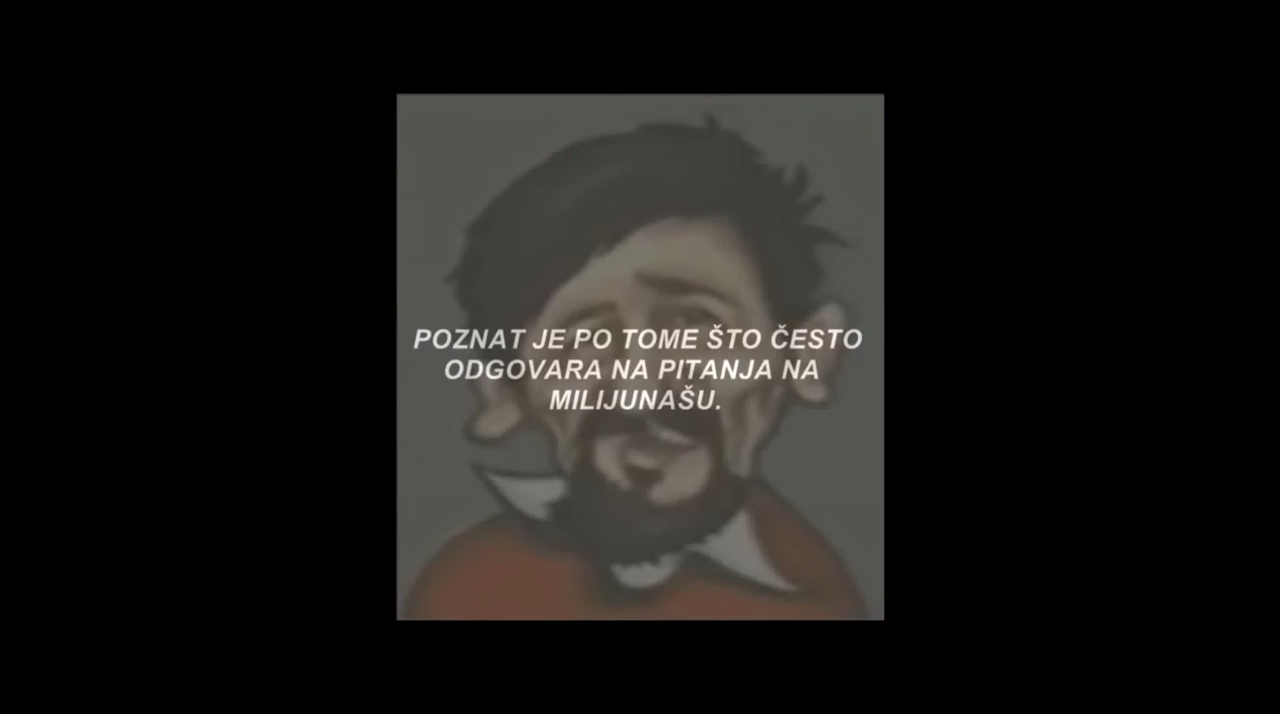 POZNAT JE PO TOME ŠTO ČESTO
ODGOVARA NA PITANJA NA
MILIJUNAŠU.